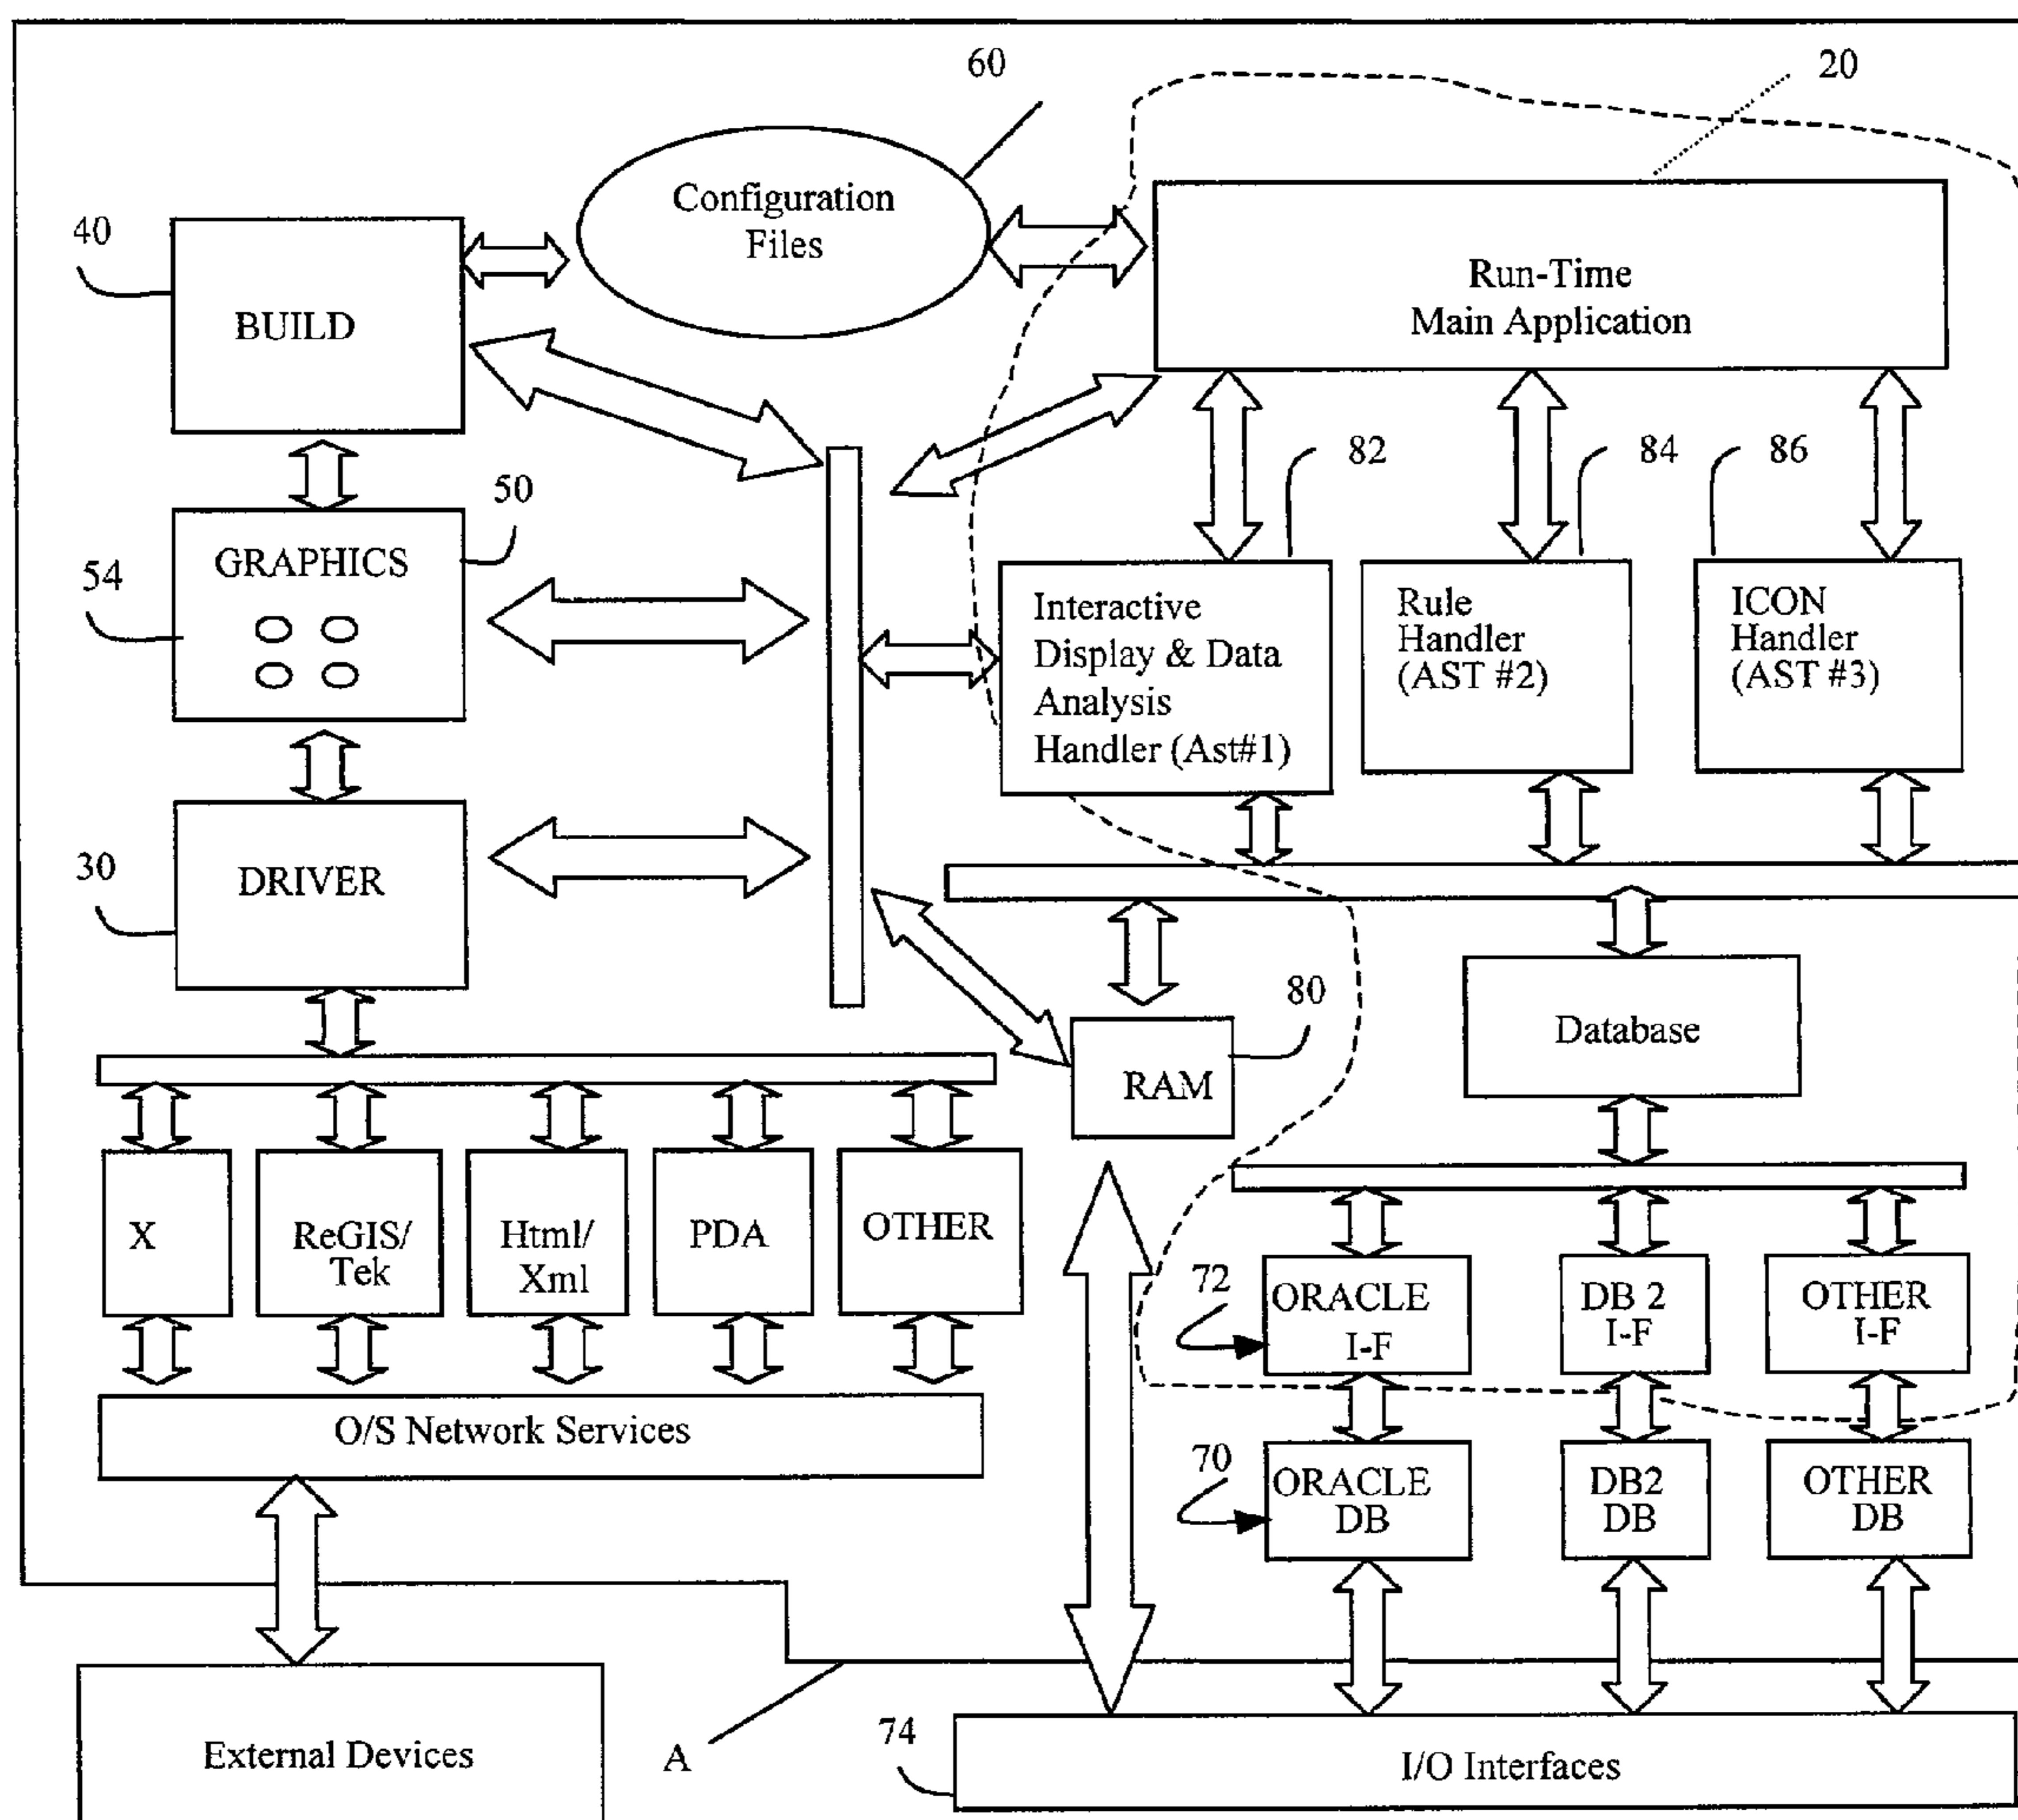 60
20
Configuration
Files
40
BUILD
Run-Time
Main Application
82
84
86
50
GRAPHICS
54
Interactive
Display & Data
Analysis
Handler (Ast#1)
Rule
Handler
(AST #2)
ICON
Handler
(AST #3)
30
DRIVER
80
RAM
Database
X
ReGIS/
Tek
Html/
Xml
PDA
OTHER
72
ORACLE
I-F
DB 2
I-F
OTHER
I-F
O/S Network Services
70
ORACLE
DB
DB2
DB
OTHER
DB
External Devices
A
74
I/O Interfaces